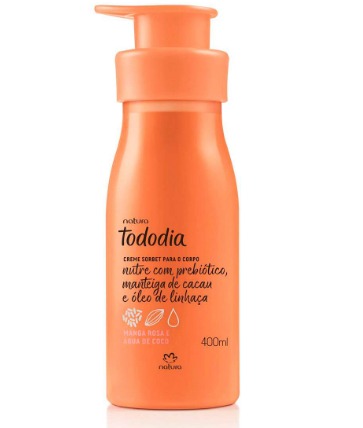 natura
Tododia
CREME SORBET PARA O CORPO
nutre com prebiótico,
manteiga de cacau
e óleo de linhaça
MANGA ROSA E
ÁGUA DE COCO
400ml
natura